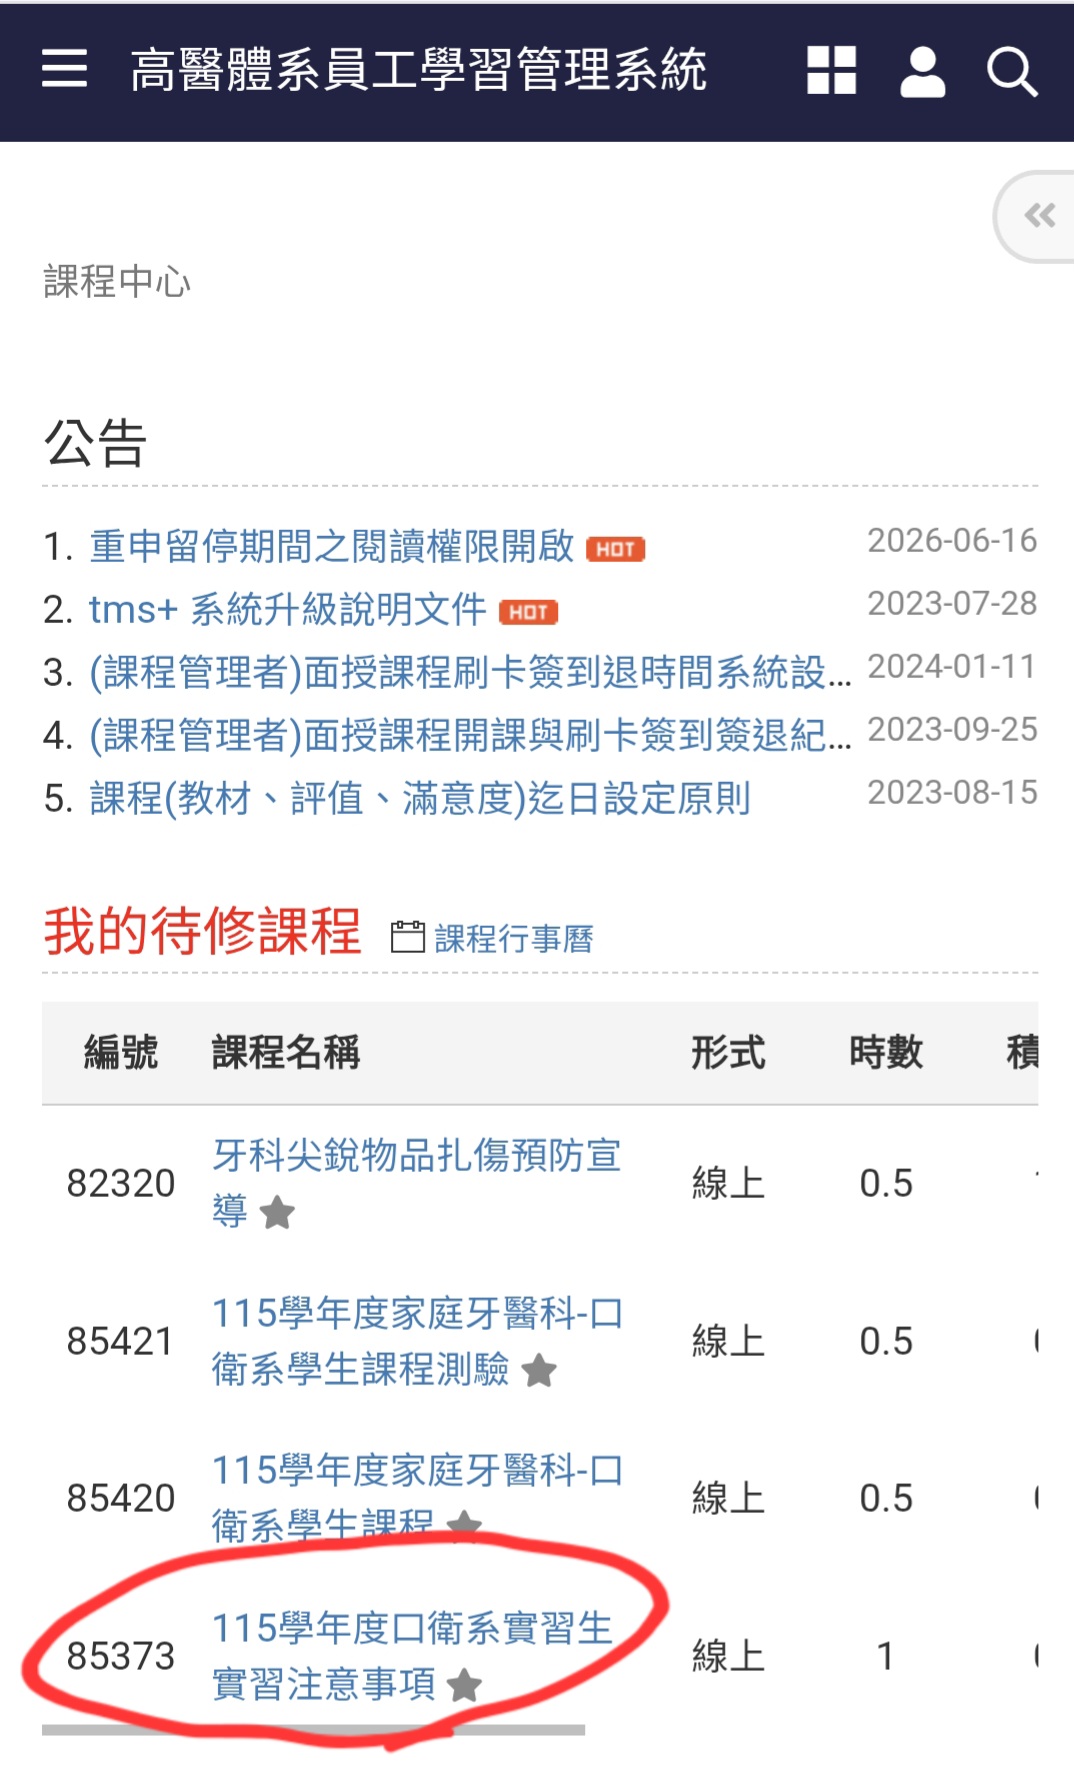 高醫體系員工學習管理系統
課程中心
公告
1. 重申留停期間之閱讀權限開啟 HOT 2026-06-16
2. tms+ 系統升級說明文件 HOT 2023-07-28
3. (課程管理者)面授課程刷卡簽到退時間系統設... 2024-01-11
4. (課程管理者)面授課程開課與刷卡簽到簽退紀... 2023-09-25
5. 課程(教材、評值、滿意度)迄日設定原則 2023-08-15
我的待修課程 課程行事曆
編號 課程名稱 形式 時數 積
82320 牙科尖銳物品扎傷預防宣 線上 0.5
導
85421 115學年度家庭牙醫科-口 線上 0.5
衛系學生課程測驗
85420 115學年度家庭牙醫科-口 線上 0.5
衛系學生課程
85373 115學年度口衛系實習生 線上 1
實習注意事項